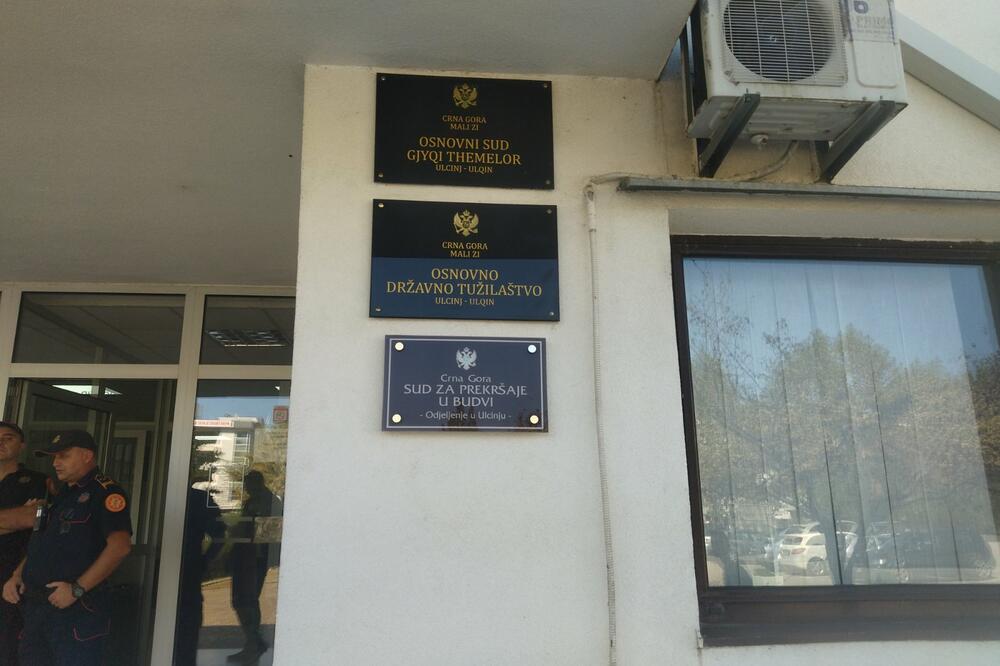 CRNA GORA
MALI ZI
OSNOVNI SUD
GJYQI THEMELOR
ULCINJ - ULQIN
CRNA GORA
MALI ZI
OSNOVNO
DRŽAVNO TUŽILAŠTVO
ULCINJ - ULQIN
Crna Gora
SUD ZA PREKRŠAJE
U BUDVI
- Odjeljenje u Ulcinju -